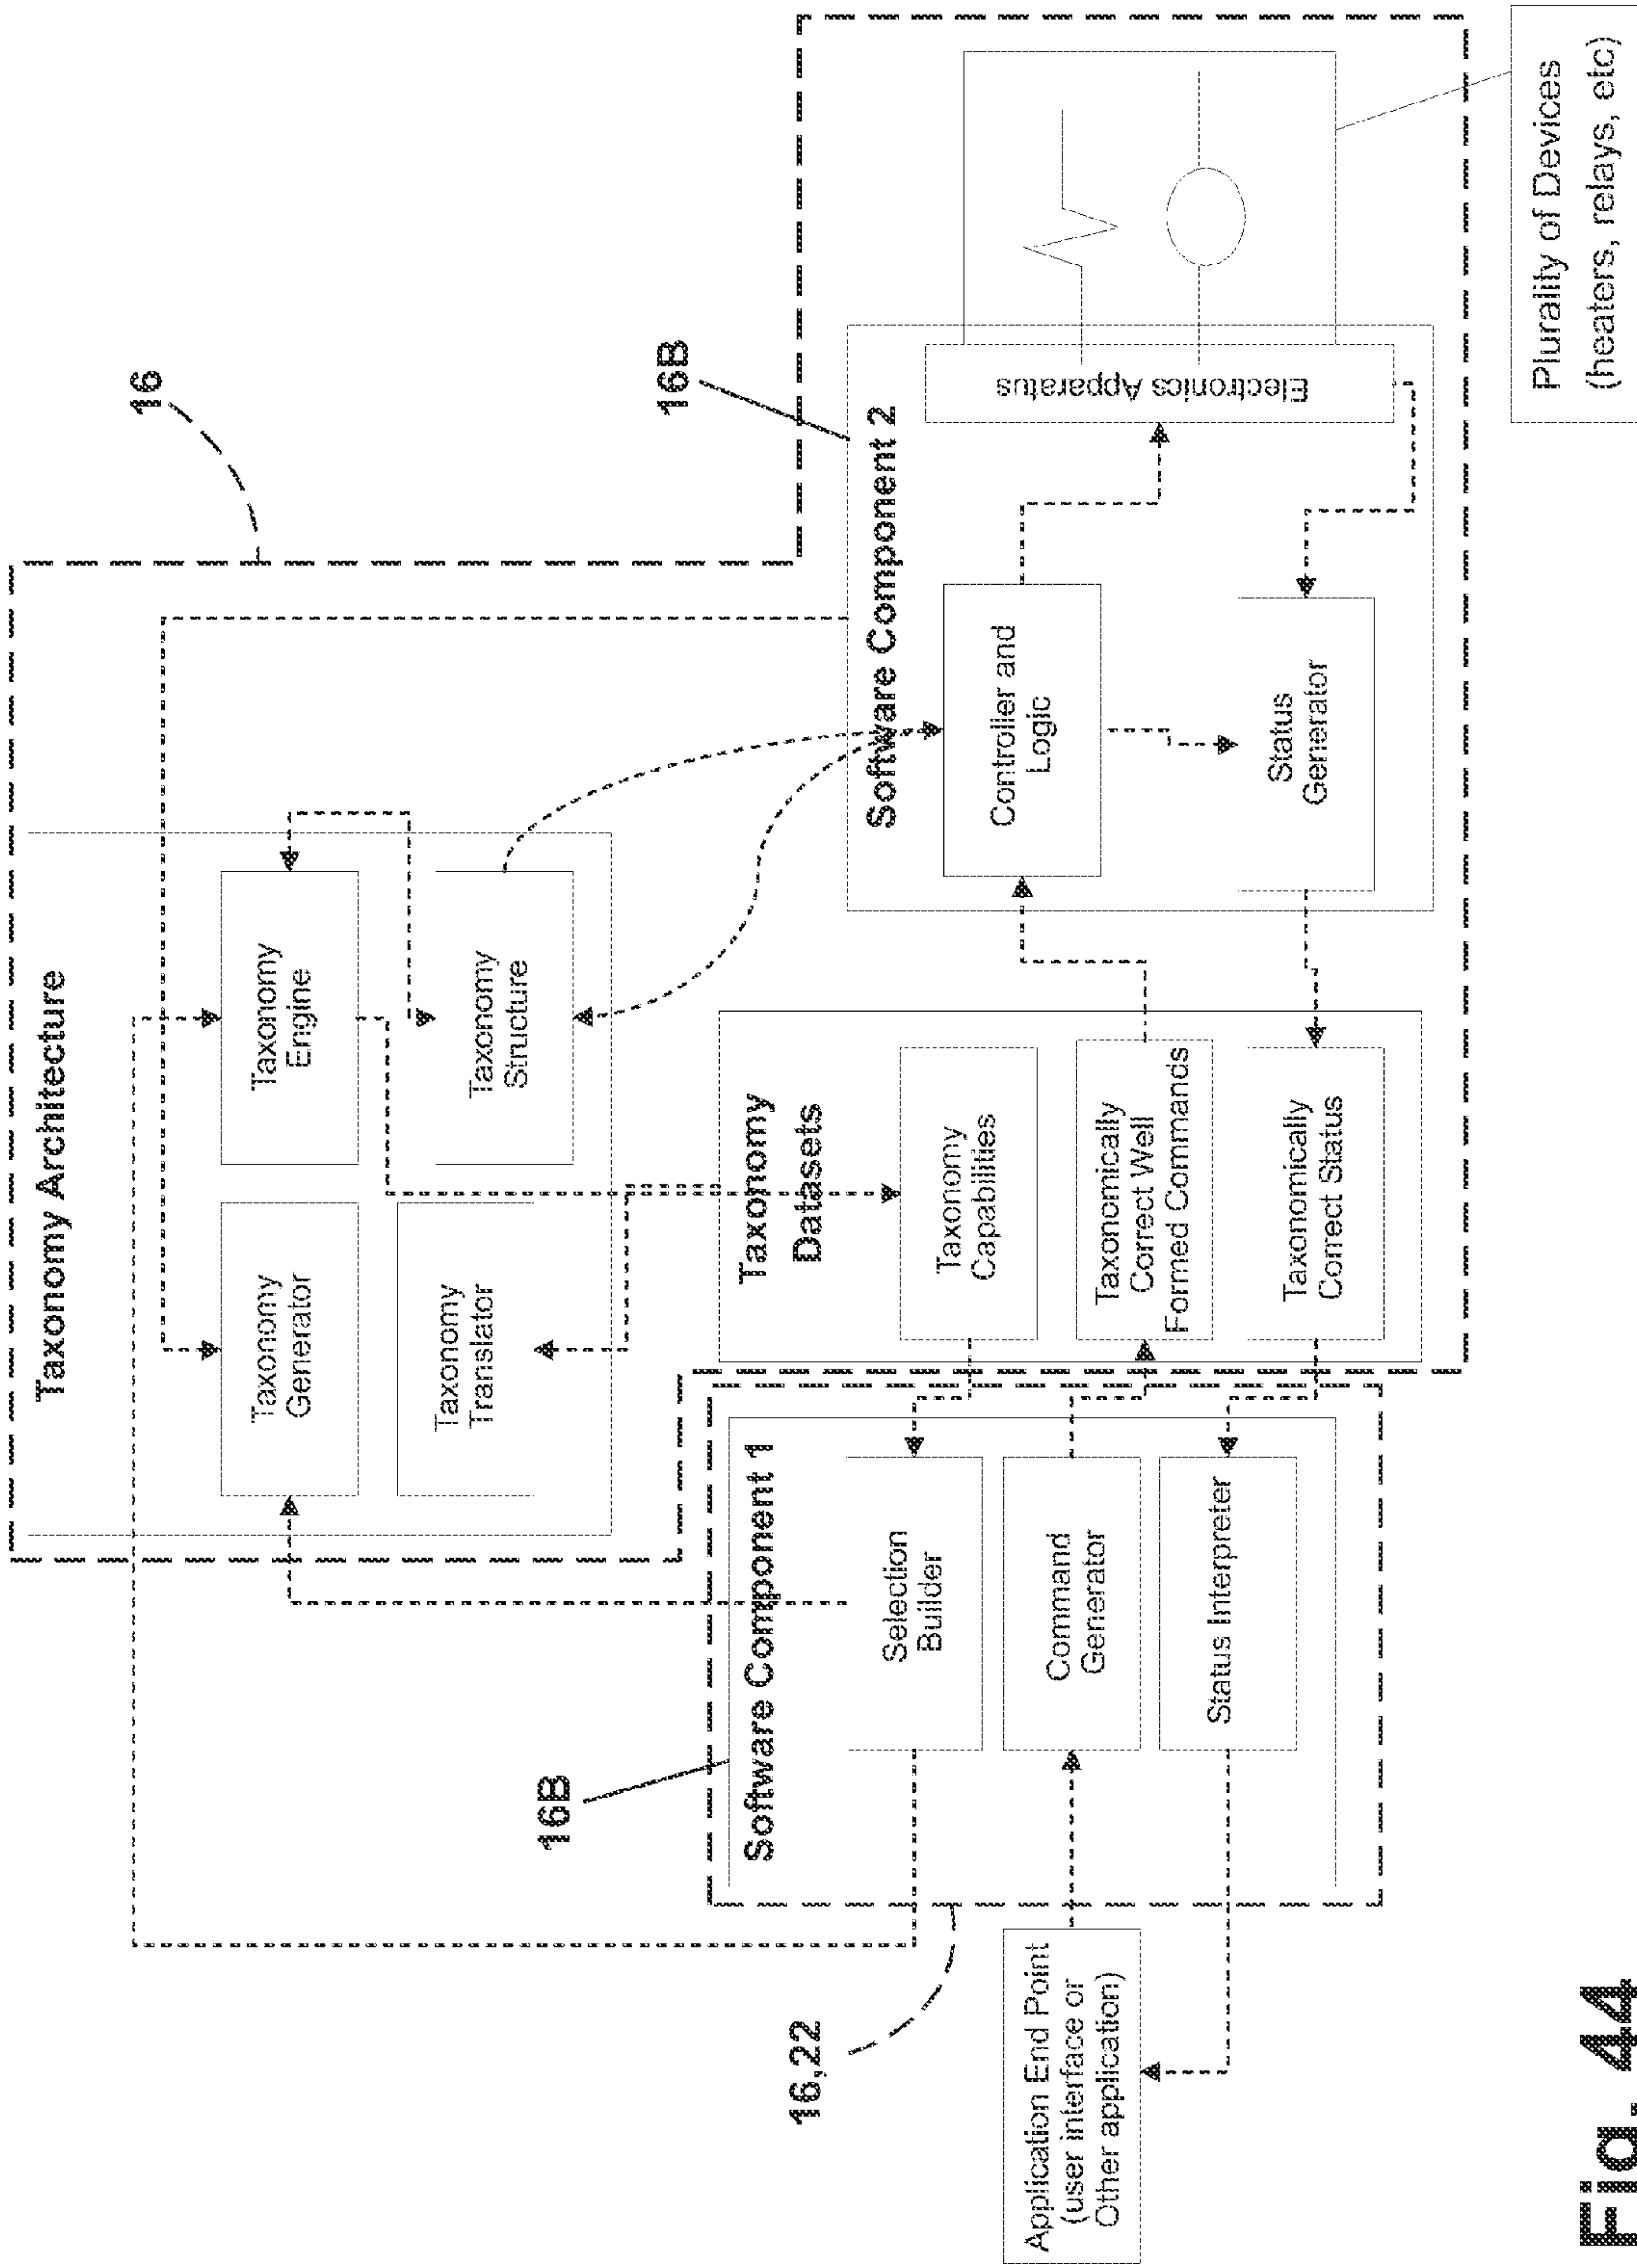 16
Taxonomy Architecture
Taxonomy
Generator
Taxonomy
Engine
Taxonomy
Translator
Taxonomy
Structure
16B
Software Component 1
Selection
Builder
Command
Generator
Status Interpreter
16,22
Application End Point
(user interface or
Other application)
Taxonomy
Datasets
Taxonomy
Capabilities
Taxonomically
Correct Well
Formed Commands
Taxonomically
Correct Status
16B
Software Component 2
Controller and
Logic
Status
Generator
Electronics Apparatus
Plurality of Devices
(heaters, relays, etc)
Fig. 44